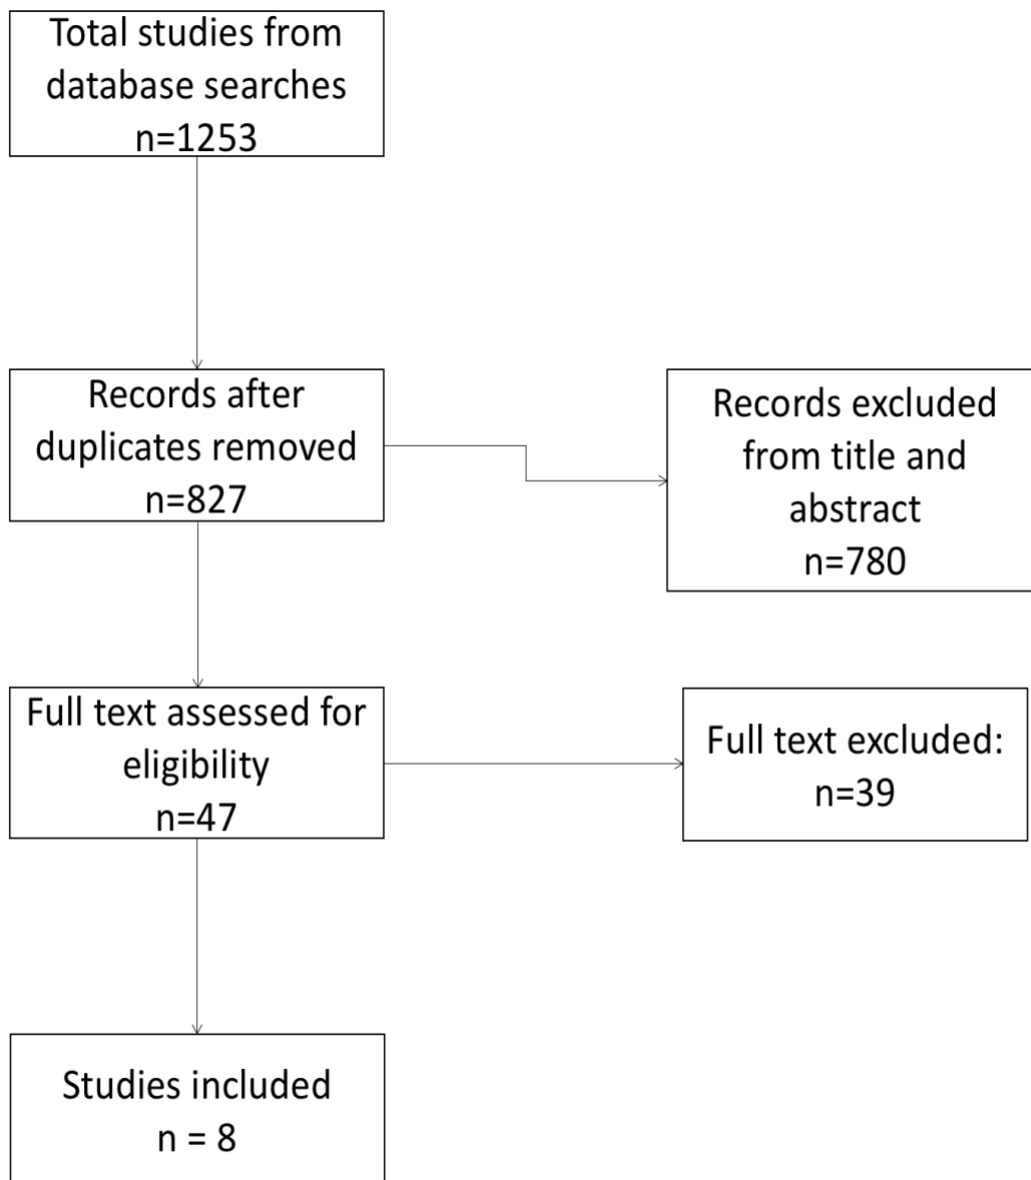 Total studies from
database searches
n=1253
Records after
duplicates removed
n=827
Records excluded
from title and
abstract
n=780
Full text assessed for
eligibility
n=47
Full text excluded:
n=39
Studies included
n = 8